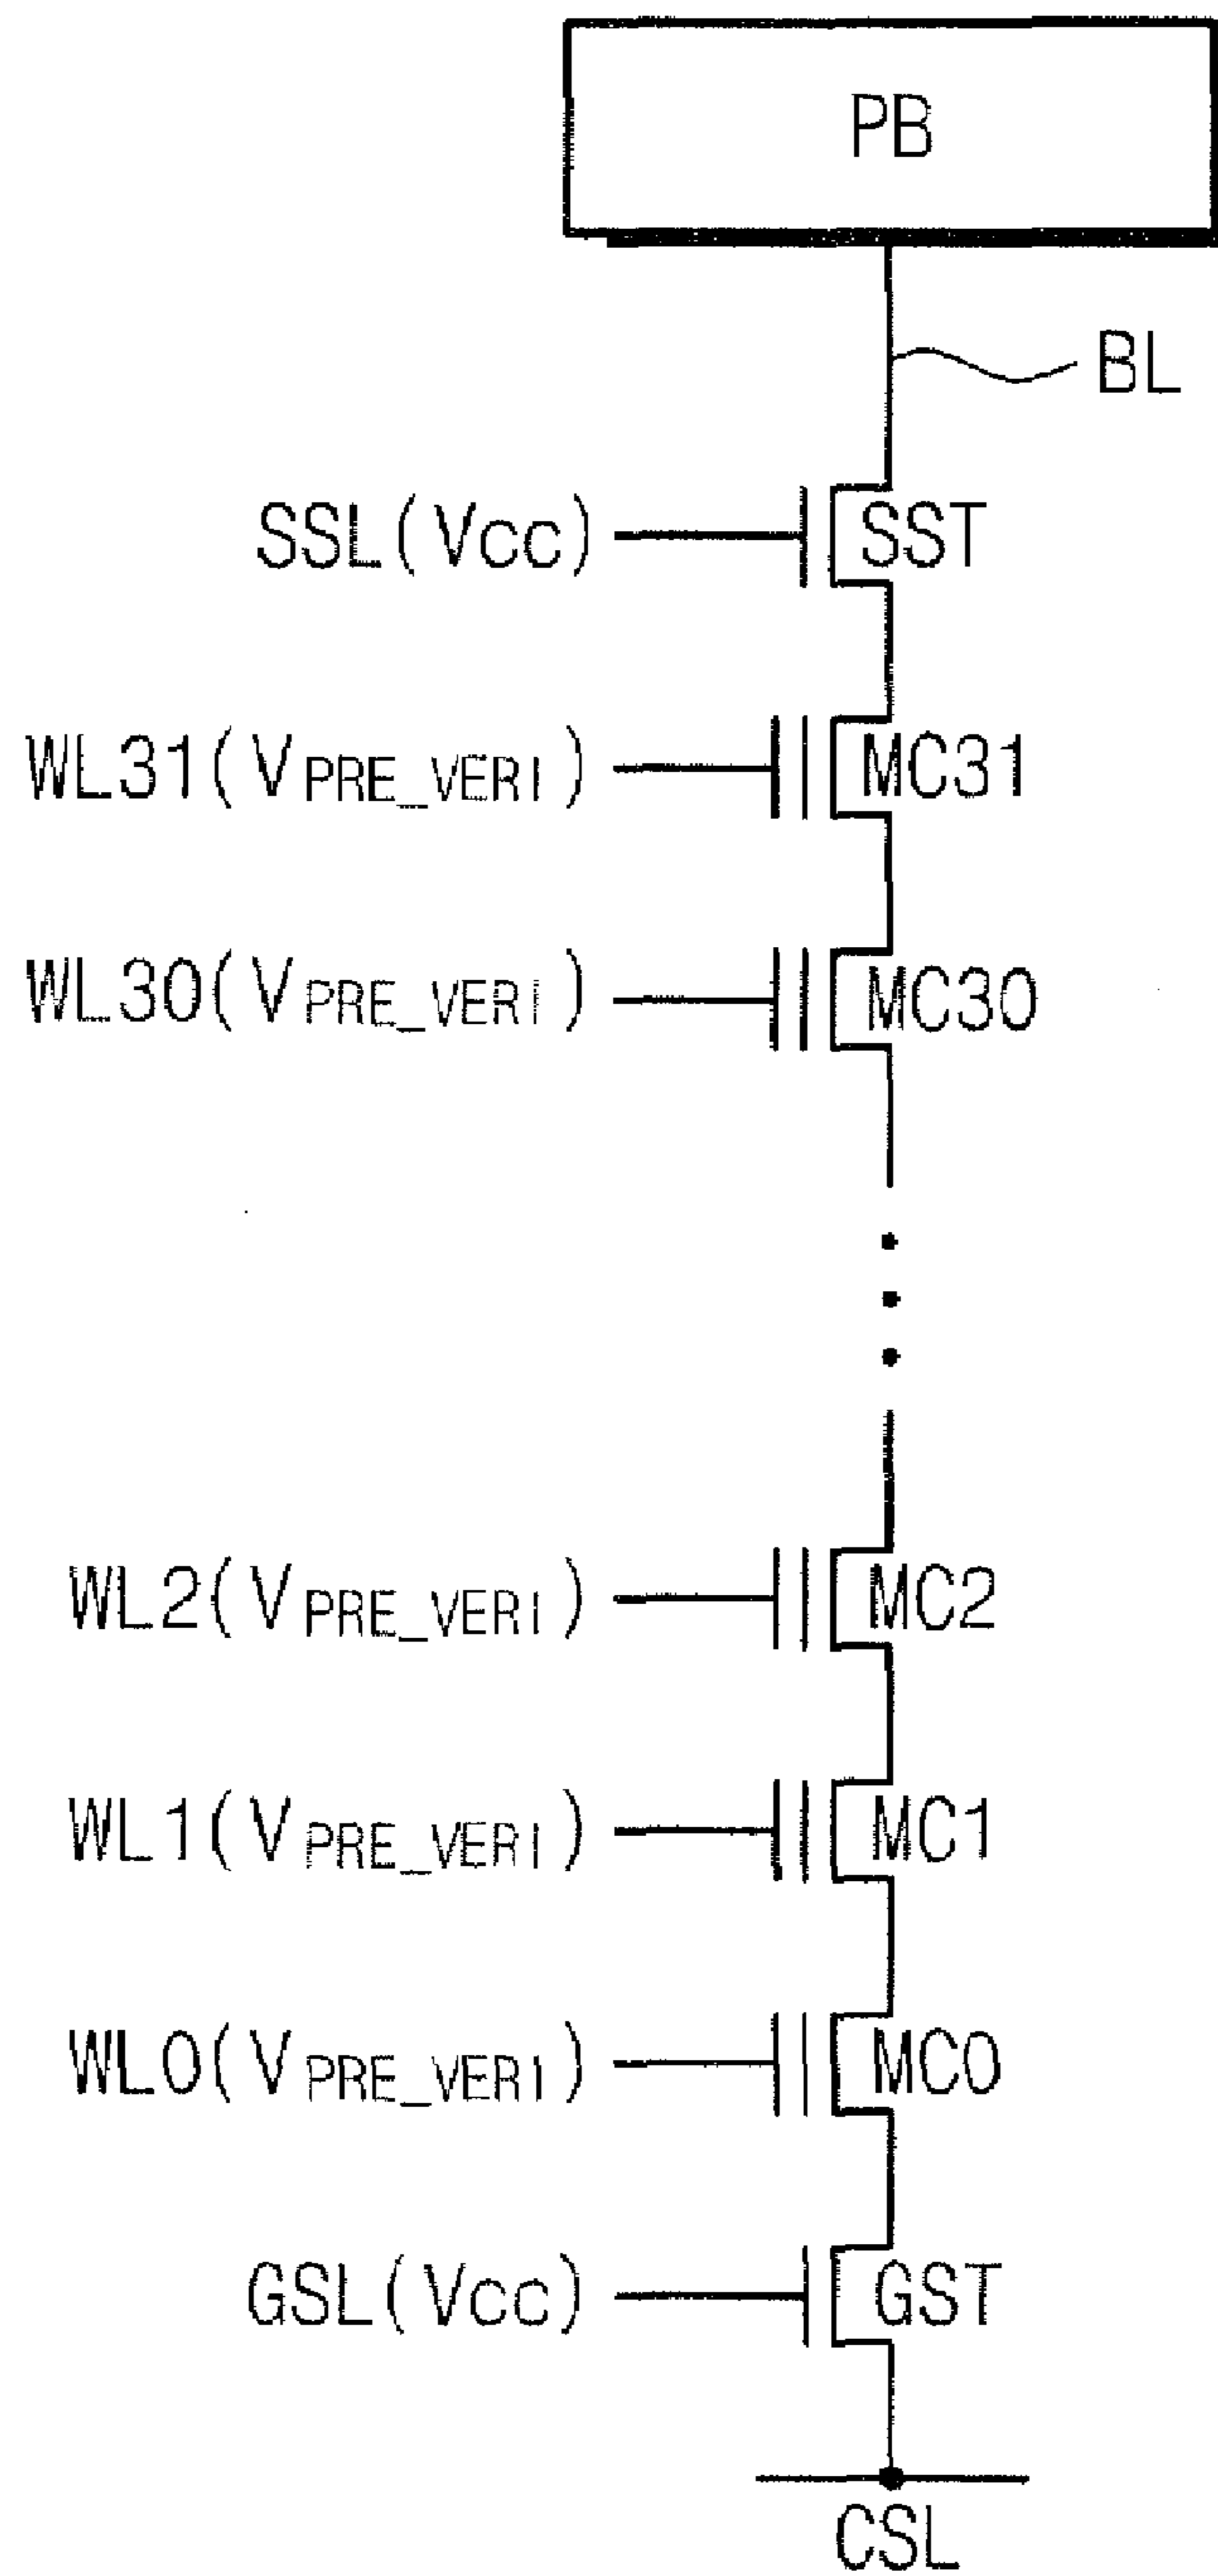 PB
BL
SSL(Vcc) SST
WL31(VPRE_VERI) MC31
WL30(VPRE_VERI) MC30
WL2(VPRE_VERI) MC2
WL1(VPRE_VERI) MC1
WL0(VPRE_VERI) MC0
GSL(Vcc) GST
CSL